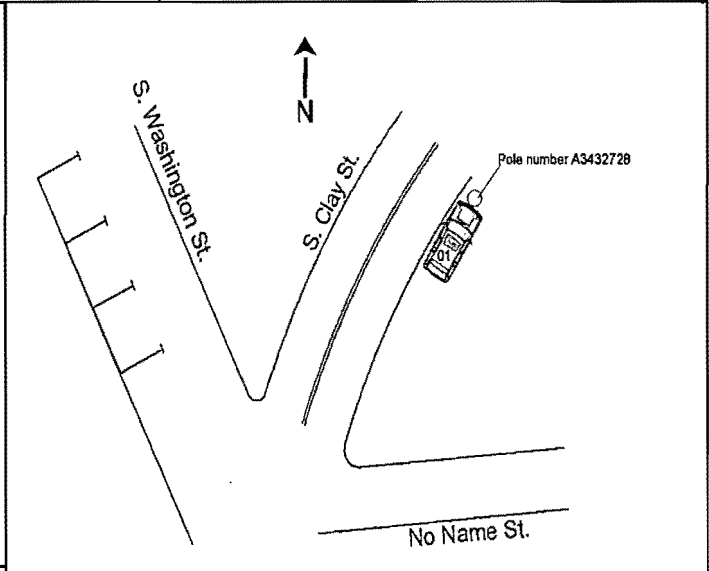 S. Washington St.
N
S. Clay St.
Pole number A3432728
01
No Name St.